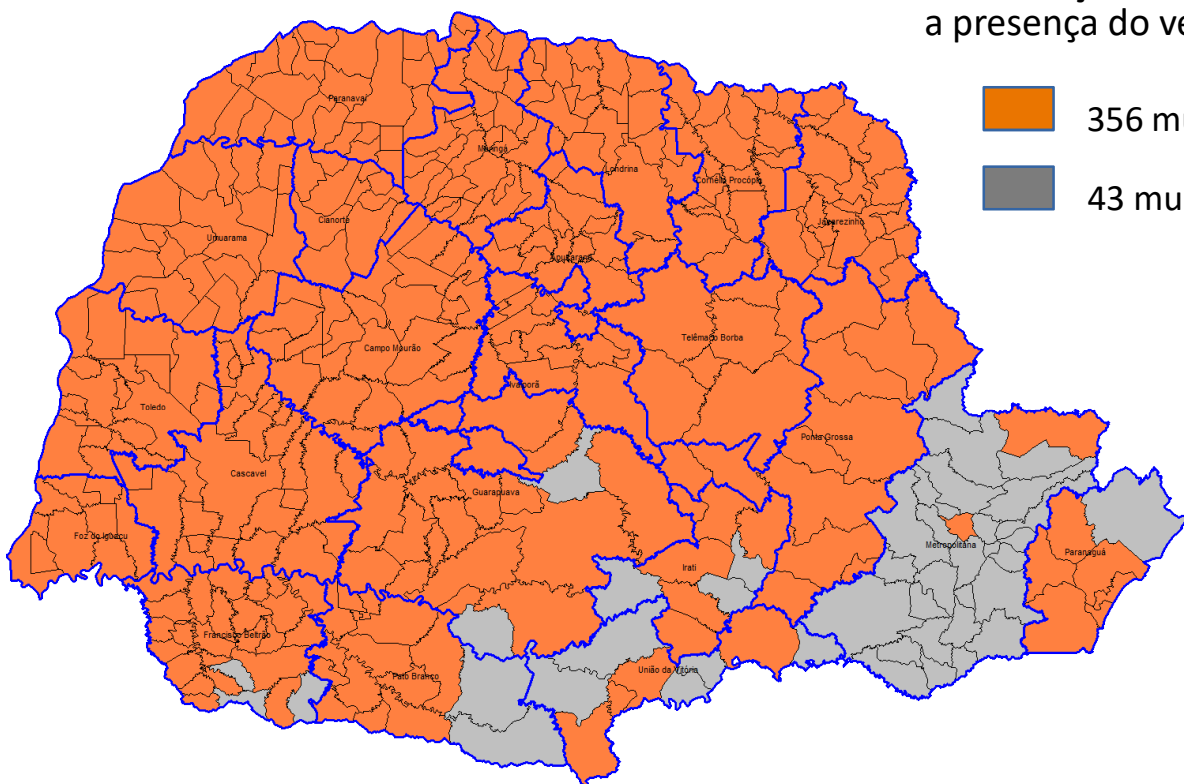 a presença do ve
356 mu
43 mu
Paranavaí
Maringá
Londrina
Cornélio Procópio
Jacarezinho
Cianorte
Umuarama
Apucarana
Telêmaco Borba
Campo Mourão
Ivaiporã
Toledo
Ponta Grossa
Cascavel
Guarapuava
Foz do Iguaçu
Metropolitana
Paranaguá
Irati
Francisco Beltrão
União da Vitória
Pato Branco